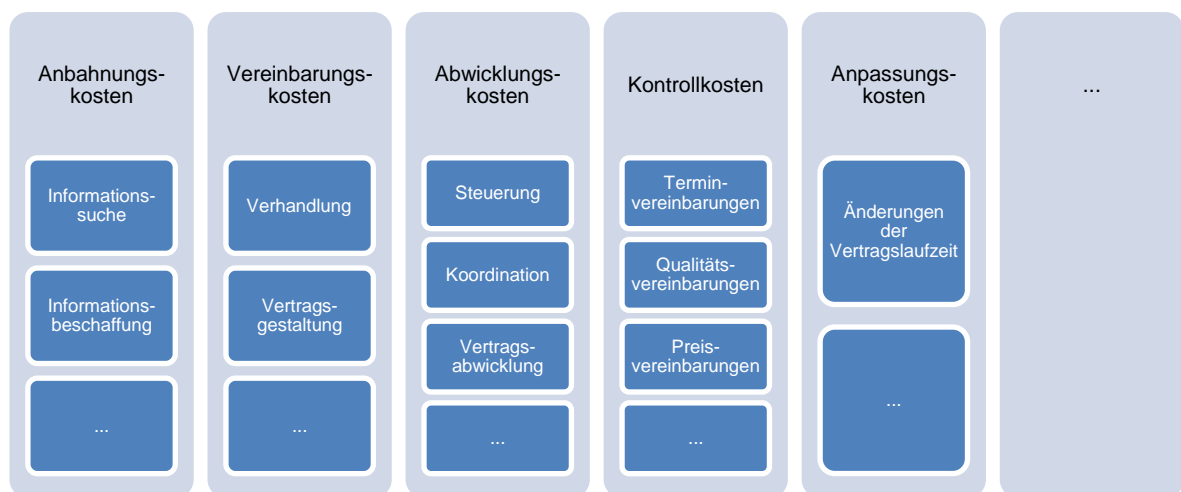 Anbahnungs-
kosten
Informations-
suche
Informations-
beschaffung
...
Vereinbarungs-
kosten
Verhandlung
Vertrags-
gestaltung
...
Abwicklungs-
kosten
Steuerung
Koordination
Vertrags-
abwicklung
...
Kontrollkosten
Termin-
vereinbarungen
Qualitäts-
vereinbarungen
Preis-
vereinbarungen
...
Anpassungs-
kosten
Änderungen
der
Vertragslaufzeit
...
...